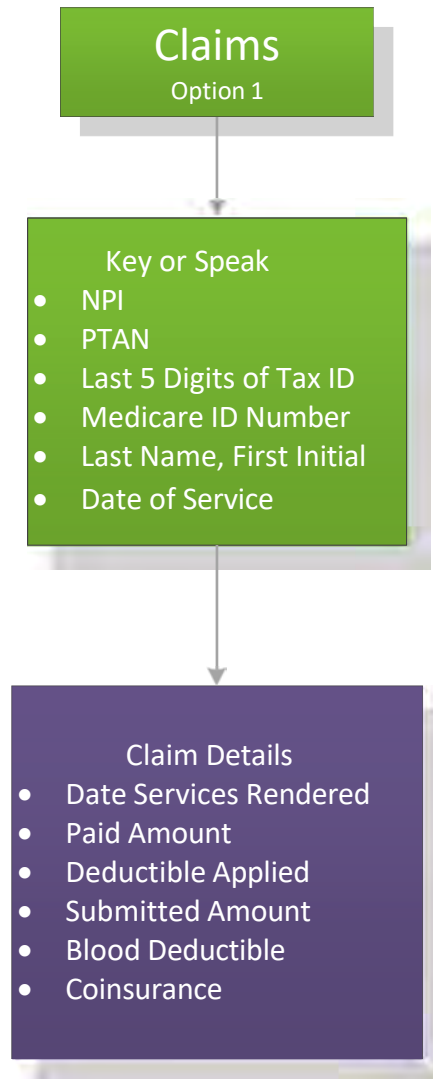 Claims
Option 1
Key or Speak
• NPI
• PTAN
• Last 5 Digits of Tax ID
• Medicare ID Number
• Last Name, First Initial
• Date of Service
Claim Details
• Date Services Rendered
• Paid Amount
• Deductible Applied
• Submitted Amount
• Blood Deductible
• Coinsurance